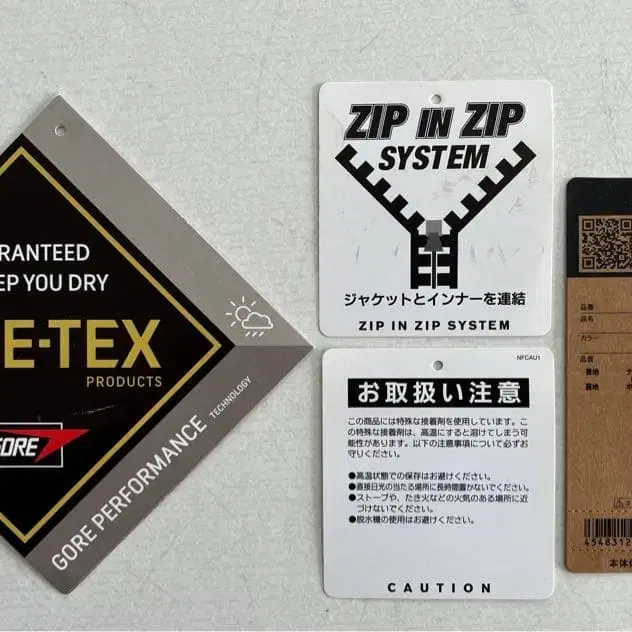 RANTEED
EP YOU DRY
E-TEX
PRODUCTS
GORE
GORE PERFORMANCE TECHNOLOGY
ZIP IN ZIP
SYSTEM
ジャケットとインナーを連結
ZIP IN ZIP SYSTEM
NFCAU1
お取扱い注意
この商品には特殊な接着剤を使用しています。こ
の特殊な接着剤は、高温にすると溶けてしまう可
能性があります。以下の注意事項について必ずお
守りください。
●高温状態での保存はお避けください。
●直接日光の当たる場所に長時間置かないでください。
●ストーブや、たき火などの火気のある場所に近
づけないでください。
●脱水機の使用はお避けください。
CAUTION
品番
品名
カラー
品質
表地 ナ
裏地 ポ
4548312
本体価